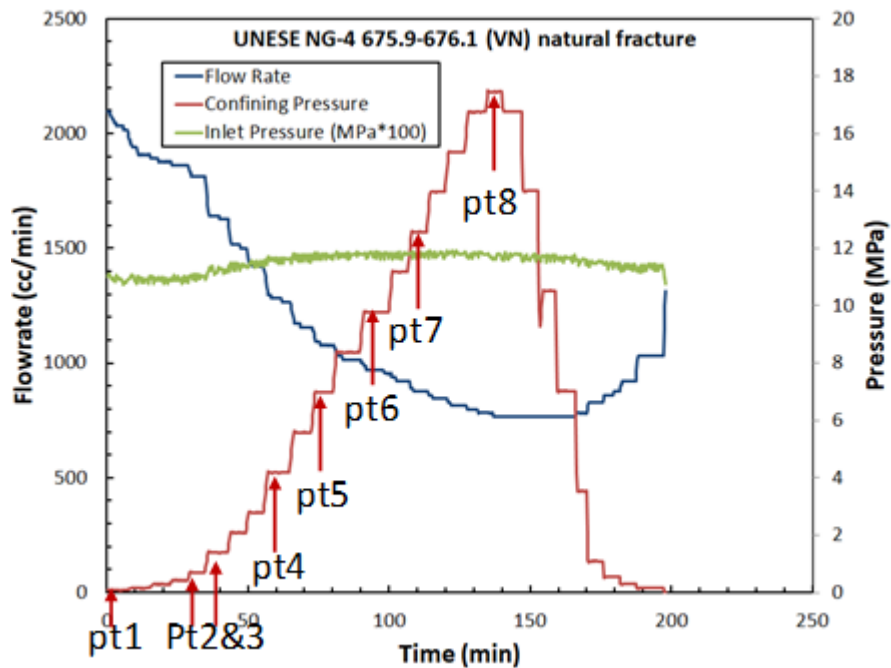 UNESE NG-4 675.9-676.1 (VN) natural fracture
Flow Rate
Confining Pressure
Inlet Pressure (MPa*100)
Flowrate (cc/min)
2500
2000
1500
1000
500
0
Pressure (MPa)
20
18
16
14
12
10
8
6
4
2
0
pt8
pt7
pt6
pt5
pt4
pt1
Pt2&3
0
50
100
150
200
250
Time (min)